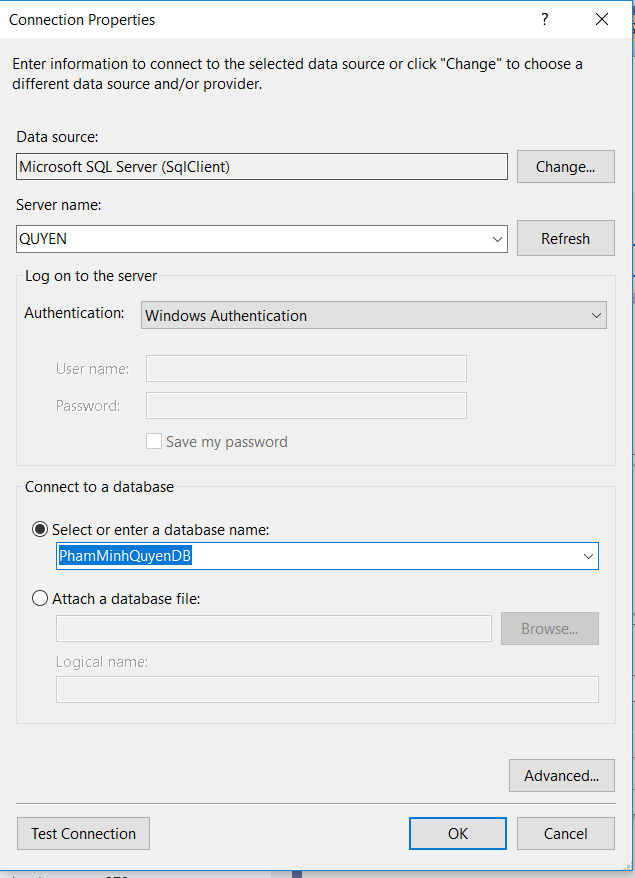 Connection Properties
?
Enter information to connect to the selected data source or click "Change" to choose a
different data source and/or provider.
Data source:
Microsoft SQL Server (SqlClient)
Change...
Server name:
QUYEN
Refresh
Log on to the server
Authentication:
Windows Authentication
User name:
Password:
Save my password
Connect to a database
Select or enter a database name:
PhamMinhQuyenDB
Attach a database file:
Browse...
Logical name:
Advanced...
Test Connection
OK
Cancel